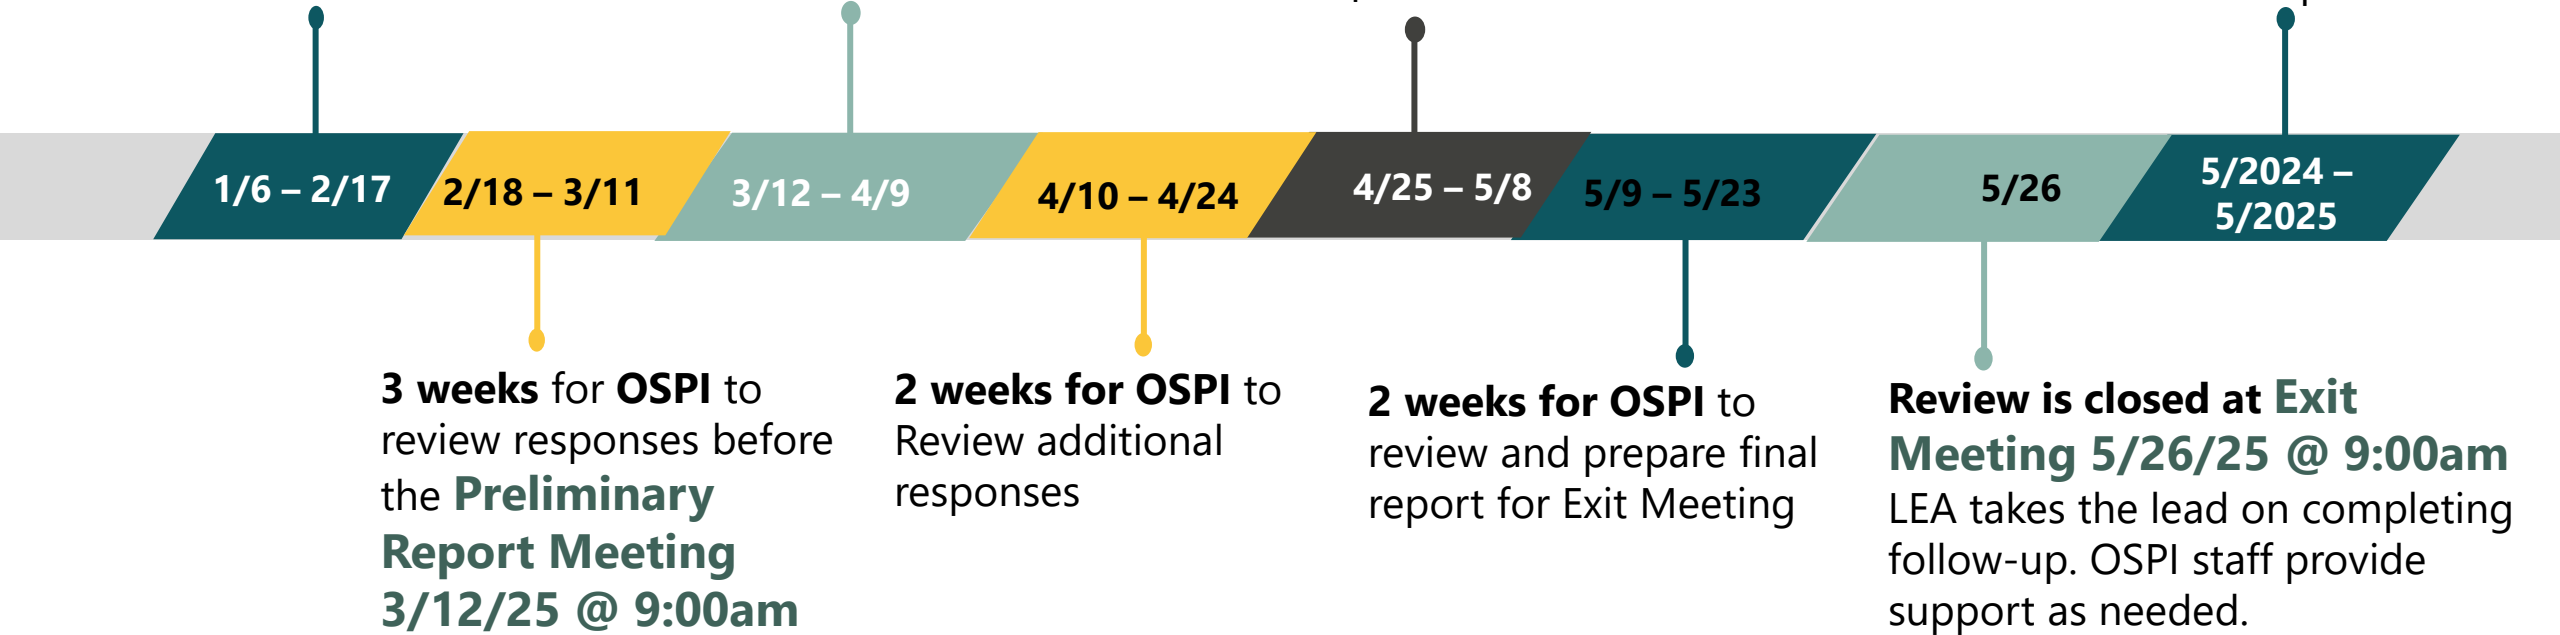 1/6 – 2/17
2/18 – 3/11
3/12 – 4/9
4/10 – 4/24
4/25 – 5/8
5/9 – 5/23
5/26
5/2024 –
5/2025
3 weeks for OSPI to
review responses before
the Preliminary
Report Meeting
3/12/25 @ 9:00am
2 weeks for OSPI to
Review additional
responses
2 weeks for OSPI to
review and prepare final
report for Exit Meeting
Review is closed at Exit
Meeting 5/26/25 @ 9:00am
LEA takes the lead on completing
follow-up. OSPI staff provide
support as needed.